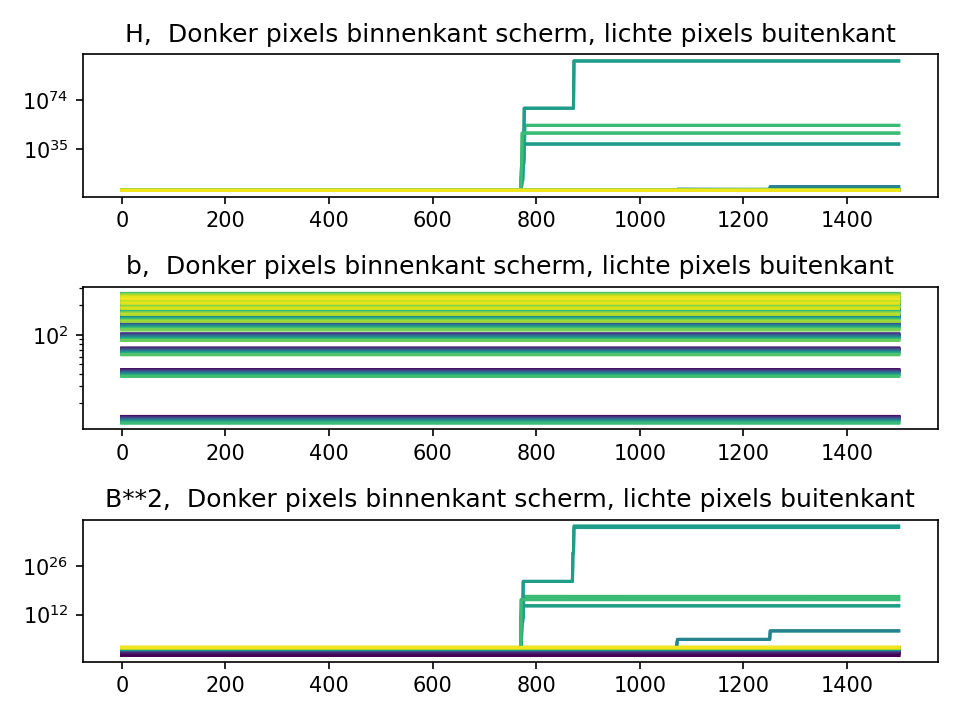 H,  Donker pixels binnenkant scherm, lichte pixels buitenkant
10^74
10^35
0 200 400 600 800 1000 1200 1400
b,  Donker pixels binnenkant scherm, lichte pixels buitenkant
10^2
0 200 400 600 800 1000 1200 1400
B**2,  Donker pixels binnenkant scherm, lichte pixels buitenkant
10^26
10^12
0 200 400 600 800 1000 1200 1400